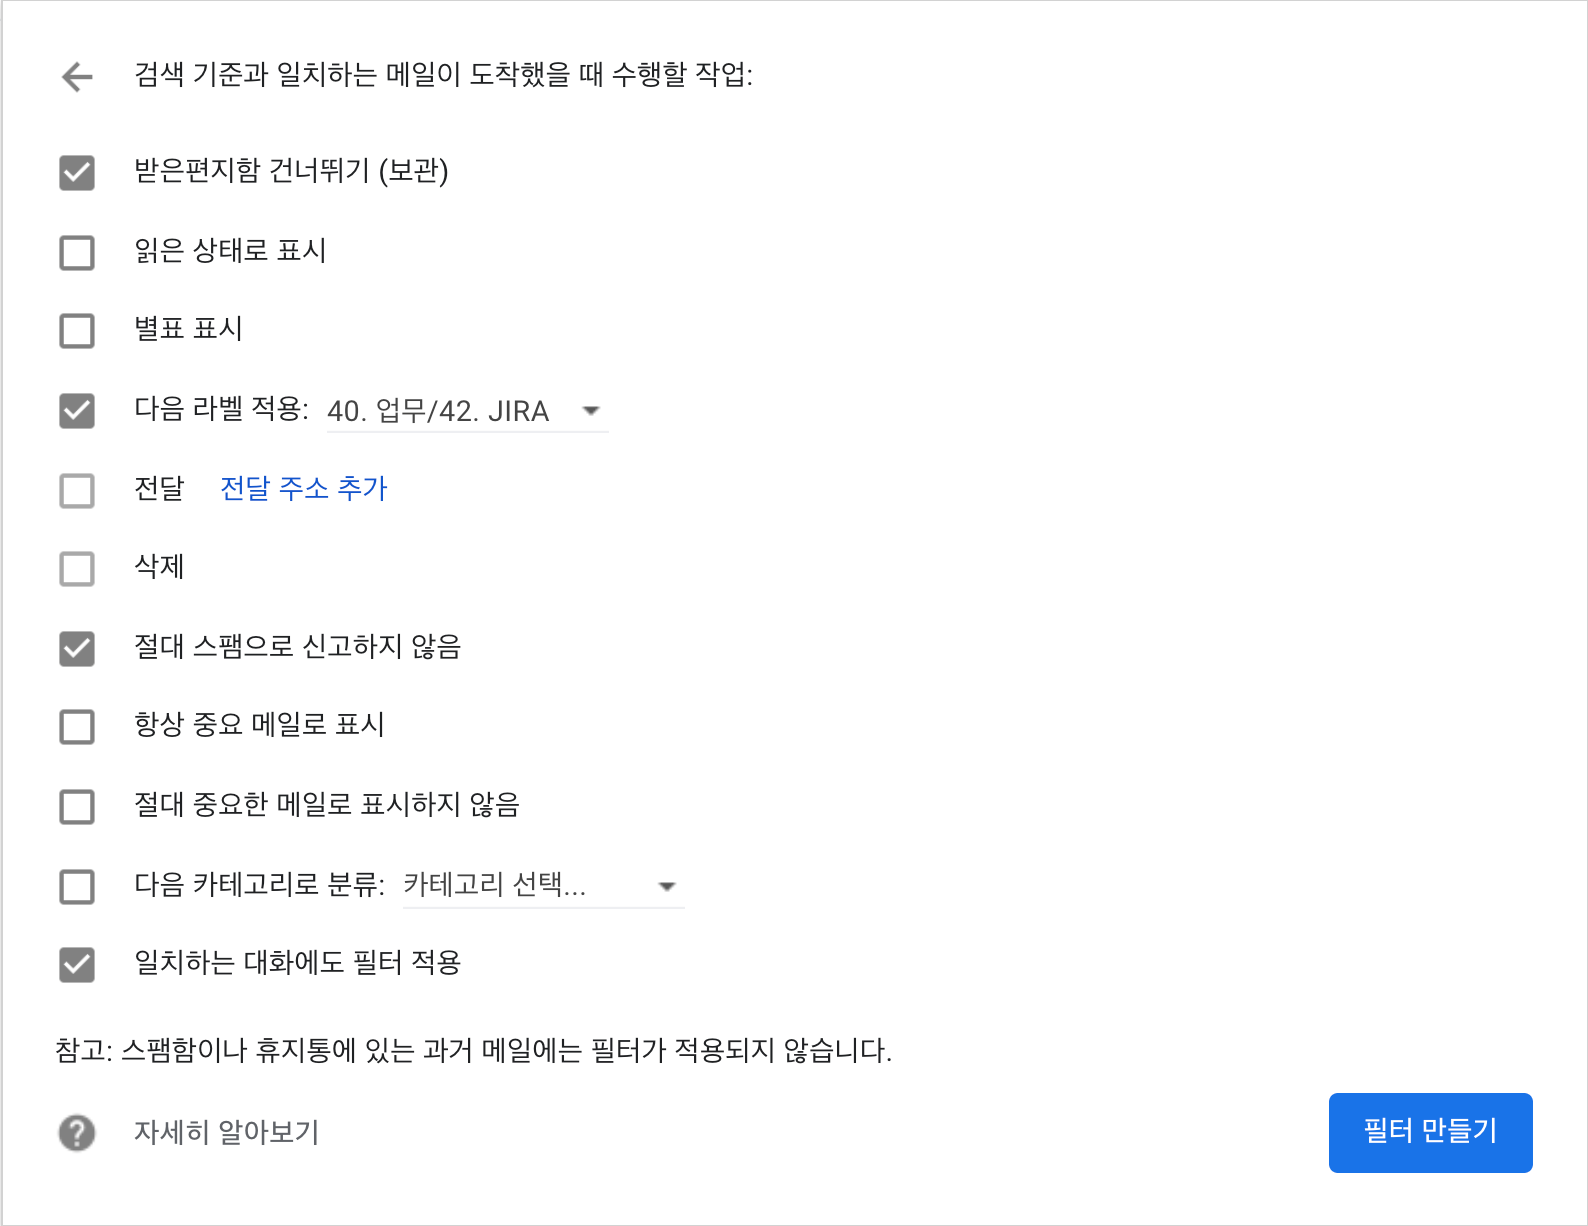 검색 기준과 일치하는 메일이 도착했을 때 수행할 작업:
받은편지함 건너뛰기 (보관)
읽은 상태로 표시
별표 표시
다음 라벨 적용: 40. 업무/42. JIRA
전달 전달 주소 추가
삭제
절대 스팸으로 신고하지 않음
항상 중요 메일로 표시
절대 중요한 메일로 표시하지 않음
다음 카테고리로 분류: 카테고리 선택...
일치하는 대화에도 필터 적용
참고: 스팸함이나 휴지통에 있는 과거 메일에는 필터가 적용되지 않습니다.
자세히 알아보기
필터 만들기